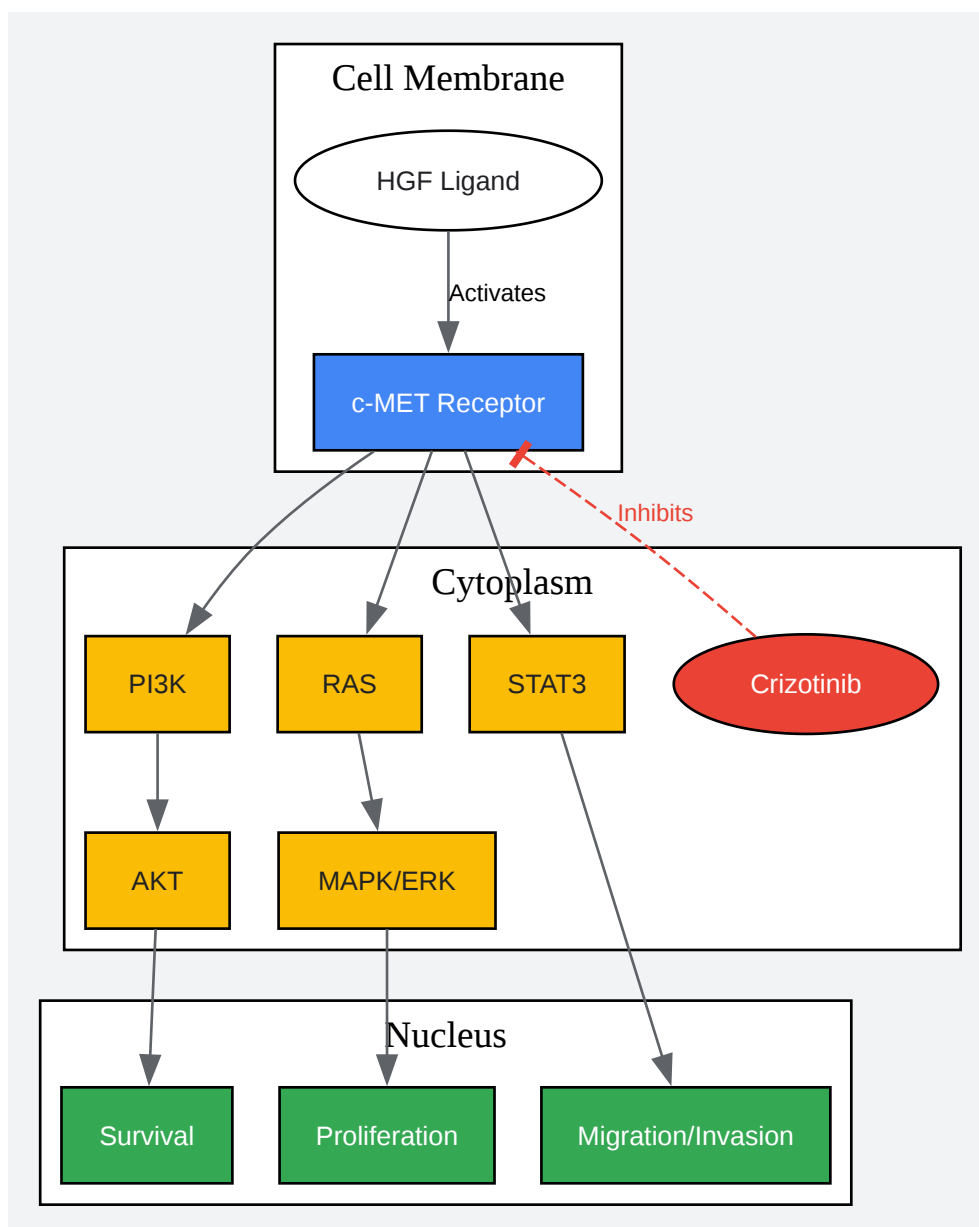 Cell Membrane
HGF Ligand
Activates
c-MET Receptor
Inhibits
Cytoplasm
PI3K
RAS
STAT3
Crizotinib
AKT
MAPK/ERK
Nucleus
Survival
Proliferation
Migration/Invasion